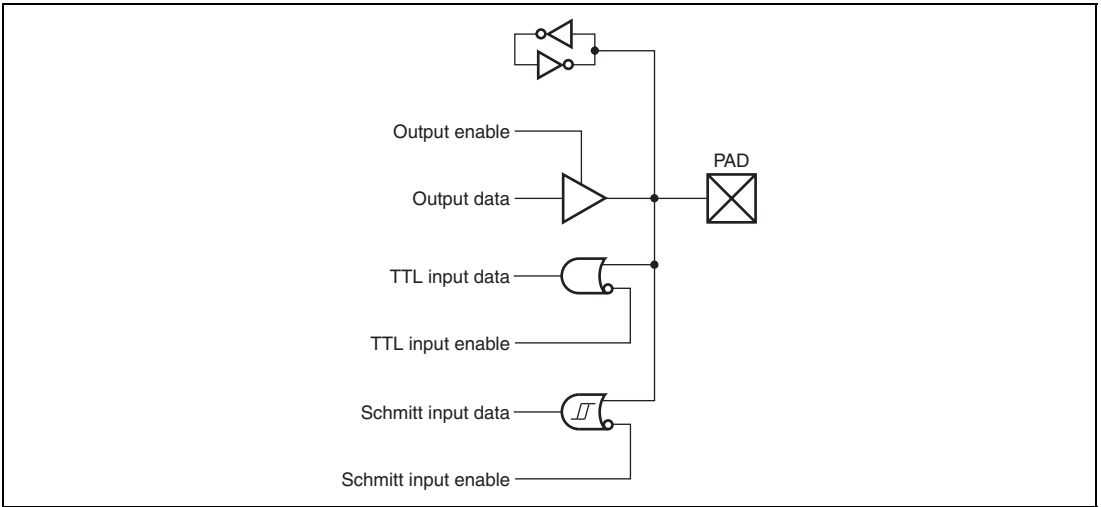 Output enable
PAD
Output data
TTL input data
TTL input enable
Schmitt input data
Schmitt input enable